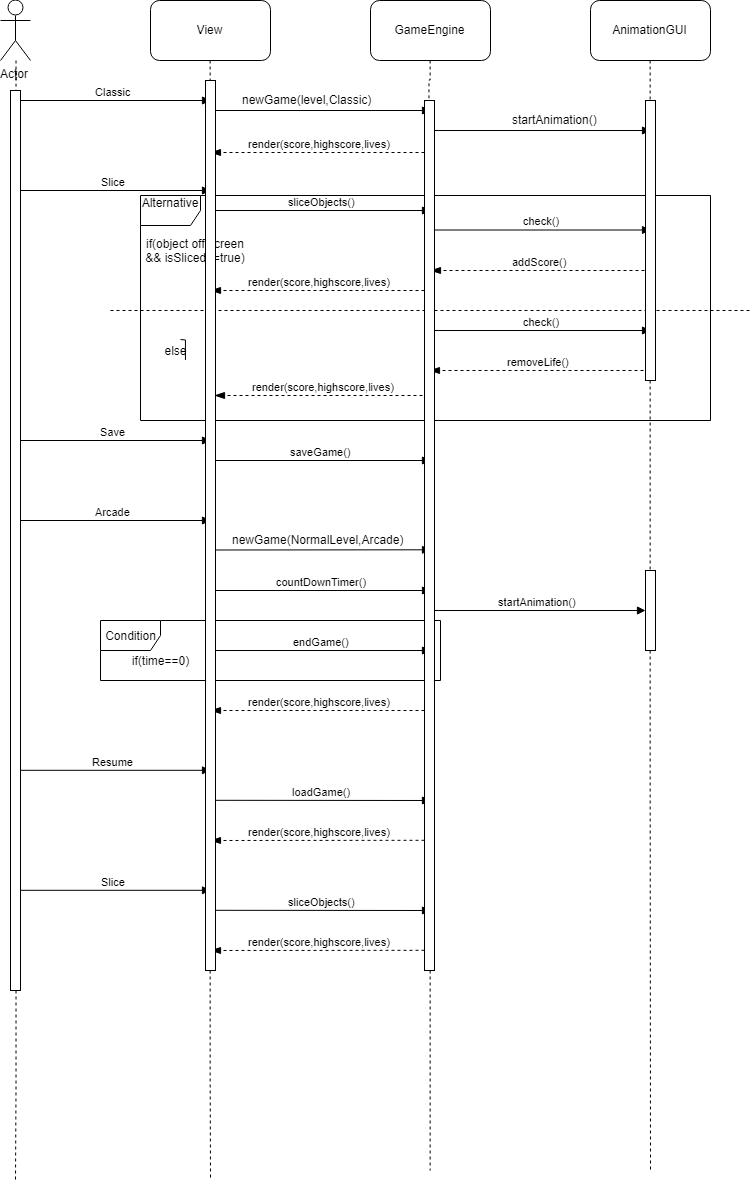 View
GameEngine
AnimationGUI
Actor
Classic
newGame(level,Classic)
startAnimation()
render(score,highscore,lives)
Slice
Alternative
sliceObjects()
check()
if(object off screen
&& isSliced ==true)
addScore()
render(score,highscore,lives)
check()
else
removeLife()
render(score,highscore,lives)
Save
saveGame()
Arcade
newGame(NormalLevel,Arcade)
countDownTimer()
startAnimation()
Condition
endGame()
if(time==0)
render(score,highscore,lives)
Resume
loadGame()
render(score,highscore,lives)
Slice
sliceObjects()
render(score,highscore,lives)